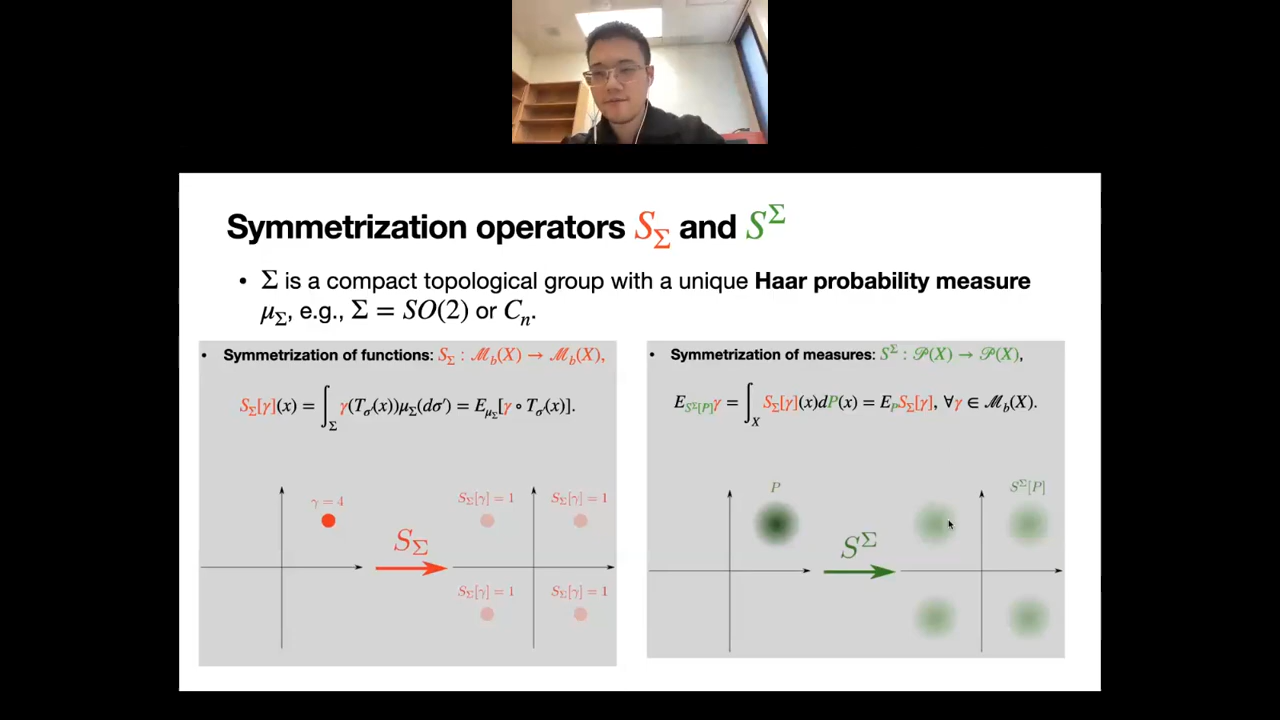 Symmetrization operators S_Σ and S^Σ
• Σ is a compact topological group with a unique Haar probability measure
μ_Σ, e.g., Σ = SO(2) or C_n.
• Symmetrization of functions: S_Σ : ℳ_b(X) → ℳ_b(X),
S_Σ[γ](x) = ∫_Σ γ(T_σ(x))μ_Σ(dσ′) = E_{μ_Σ}[γ ∘ T_σ(x)].
γ = 4
S_Σ
S_Σ[γ] = 1 S_Σ[γ] = 1
S_Σ[γ] = 1 S_Σ[γ] = 1
• Symmetrization of measures: S^Σ : 𝒫(X) → 𝒫(X),
E_{S^Σ[P]}γ = ∫_X S_Σ[γ](x)dP(x) = E_P S_Σ[γ], ∀γ ∈ ℳ_b(X).
P
S^Σ
S^Σ[P]